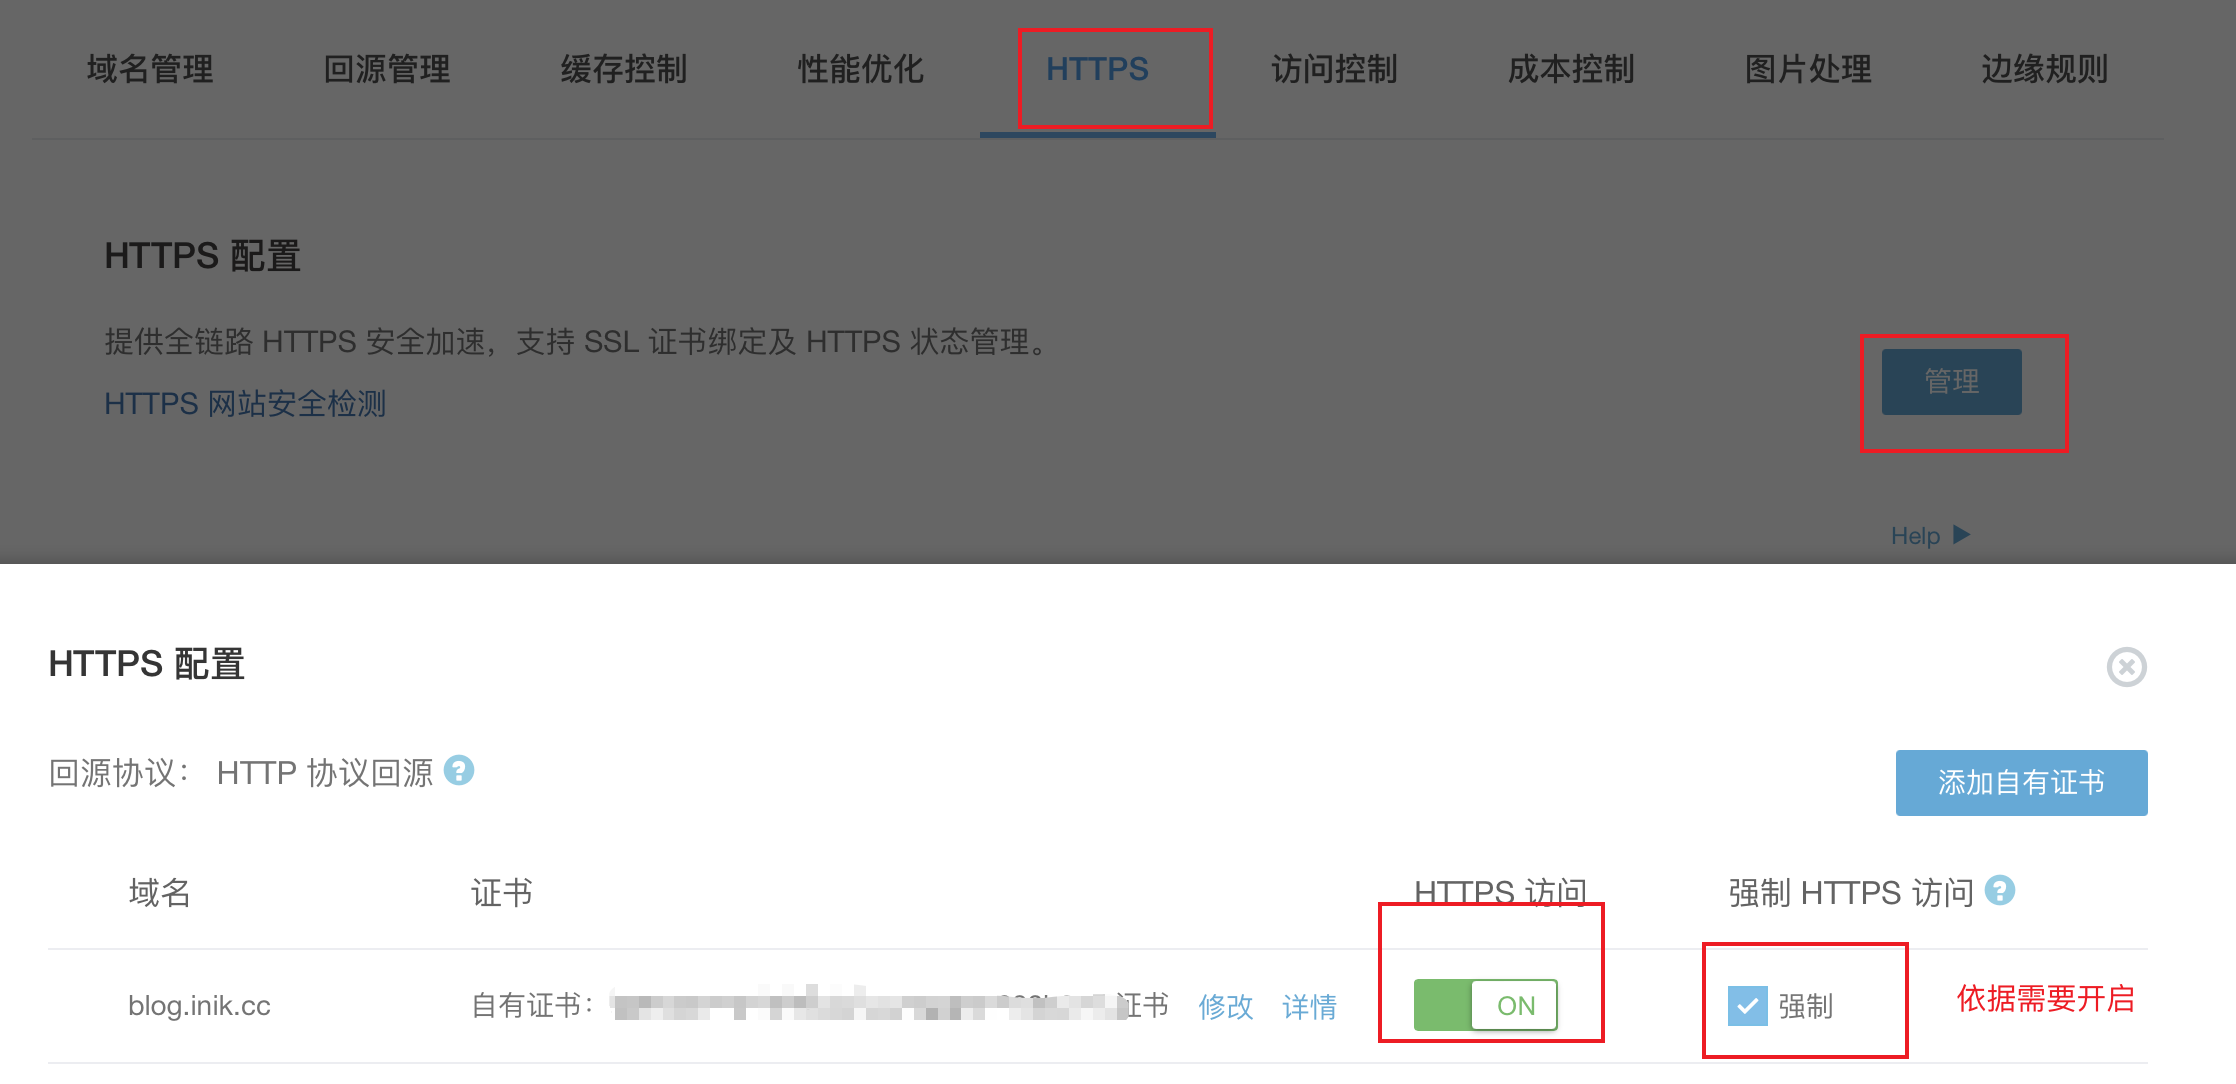 域名管理 回源管理 缓存控制 性能优化 HTTPS 访问控制 成本控制 图片处理 边缘规则
HTTPS 配置
提供全链路 HTTPS 安全加速，支持 SSL 证书绑定及 HTTPS 状态管理。
管理
HTTPS 网站安全检测
Help
HTTPS 配置
回源协议： HTTP 协议回源 ?
添加自有证书
域名 证书 HTTPS 访问 强制 HTTPS 访问 ?
blog.inik.cc 自有证书： 证书 修改 详情 ON 强制 依据需要开启